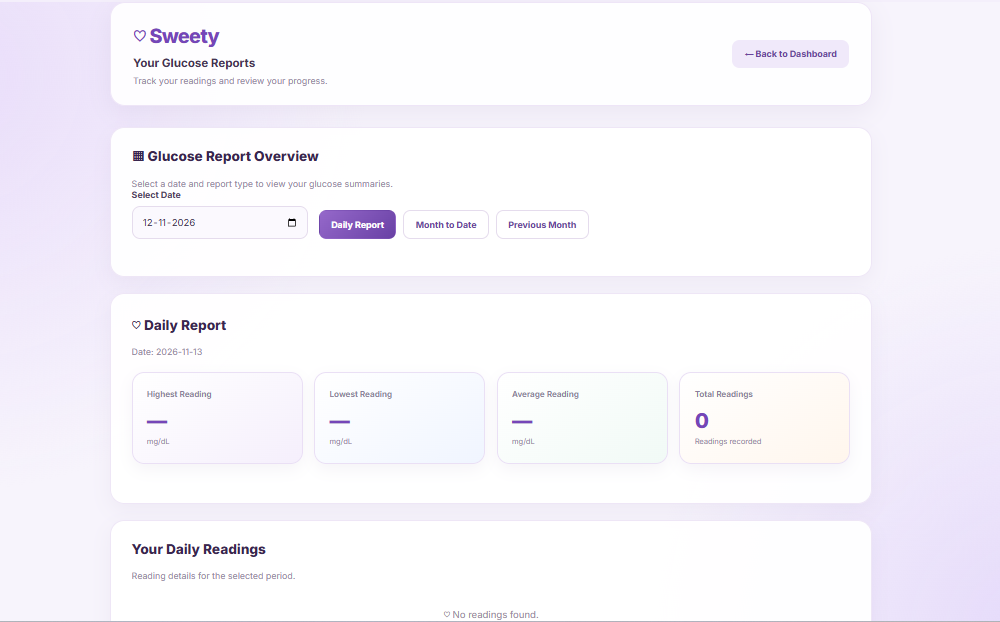 ♡ Sweety
Your Glucose Reports
Track your readings and review your progress.
← Back to Dashboard
Glucose Report Overview
Select a date and report type to view your glucose summaries.
Select Date
12-11-2026
Daily Report
Month to Date
Previous Month
♡ Daily Report
Date: 2026-11-13
Highest Reading
—
mg/dL
Lowest Reading
—
mg/dL
Average Reading
—
mg/dL
Total Readings
0
Readings recorded
Your Daily Readings
Reading details for the selected period.
♡ No readings found.